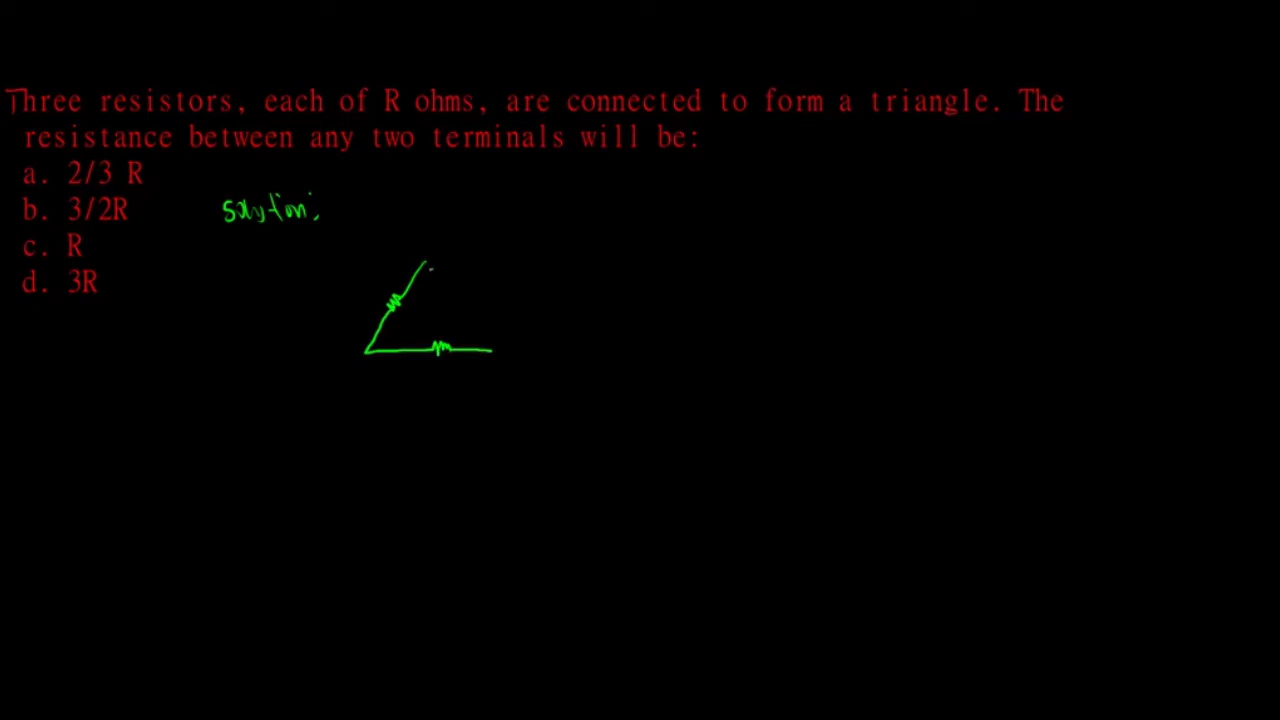 Three resistors, each of R ohms, are connected to form a triangle. The
resistance between any two terminals will be:
a. 2/3 R
b. 3/2R
solution:
c. R
d. 3R